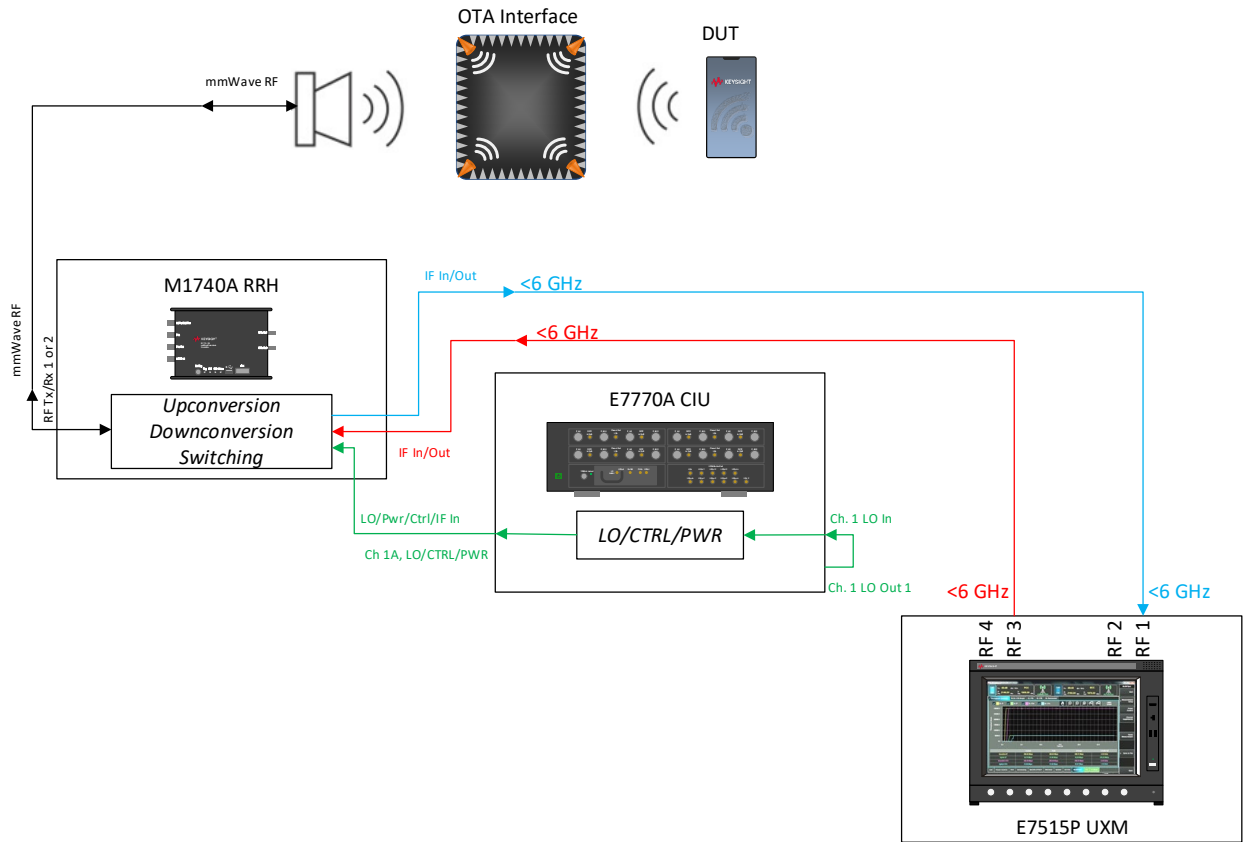 OTA Interface
DUT
mmWave RF
KEYSIGHT
mmWave RF
RF Tx/Rx 1 or 2
M1740A RRH
KEYSIGHT
Upconversion
Downconversion
Switching
IF In/Out
<6 GHz
<6 GHz
IF In/Out
E7770A CIU
LO/Pwr/Ctrl/IF In
Ch 1A, LO/CTRL/PWR
LO/CTRL/PWR
Ch. 1 LO In
Ch. 1 LO Out 1
<6 GHz
<6 GHz
RF 4
RF 3
RF 2
RF 1
E7515P UXM